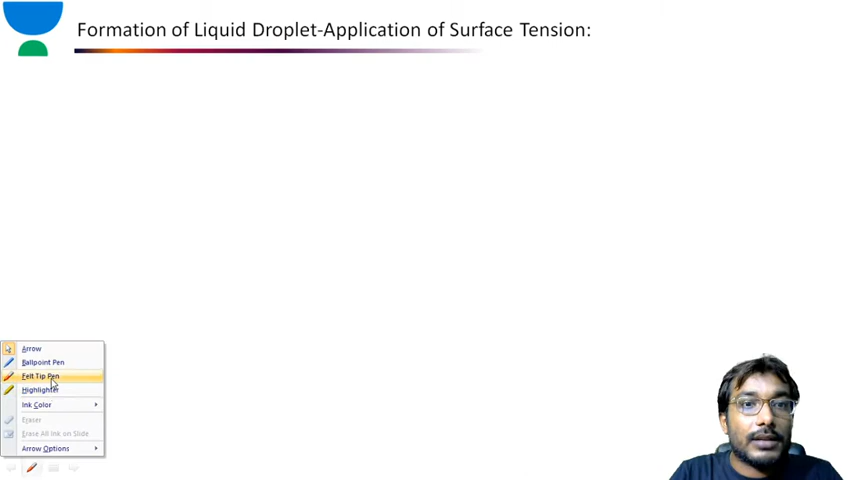 Formation of Liquid Droplet-Application of Surface Tension:
Arrow
Ballpoint Pen
Felt Tip Pen
Highlighter
Ink Color
Eraser
Erase All Ink on Slide
Arrow Options